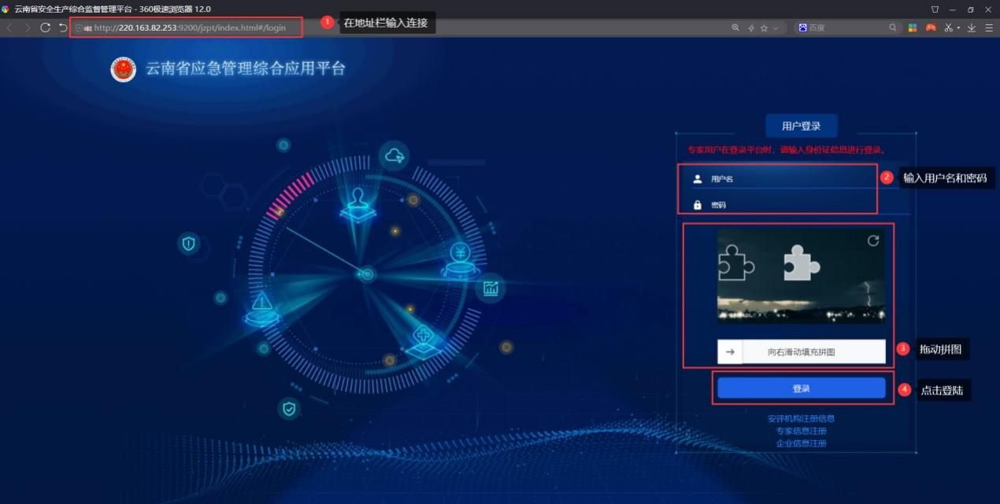 云南省安全生产综合监督管理平台 - 360极速浏览器 12.0
http://220.163.82.253:9200/jzpt/index.html#/login
1
在地址栏输入连接
百度
云南省应急管理综合应用平台
用户登录
专家用户在登录平台时，请输入身份证信息进行登录。
用户名
密码
2
输入用户名和密码
向右滑动填充拼图
3
拖动拼图
登录
4
点击登陆
安评机构注册信息
专家信息注册
企业信息注册